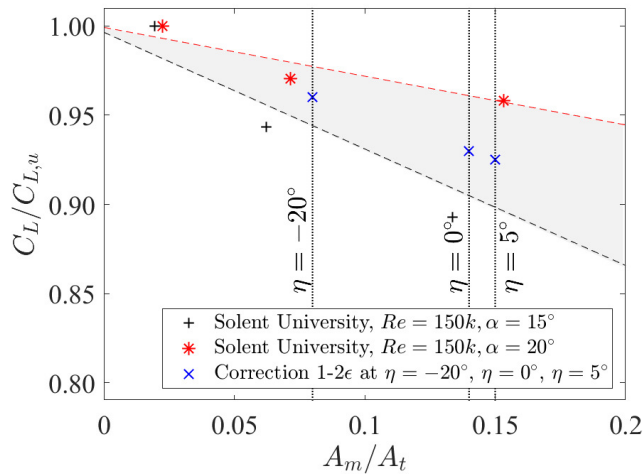 1.00
0.95
0.90
0.85
0.80
C_L/C_{L,u}
η = −20°
η = 0°
η = 5°
Solent University, Re = 150k, α = 15°
Solent University, Re = 150k, α = 20°
Correction 1-2ϵ at η = −20°, η = 0°, η = 5°
0 0.05 0.1 0.15 0.2
A_m/A_t